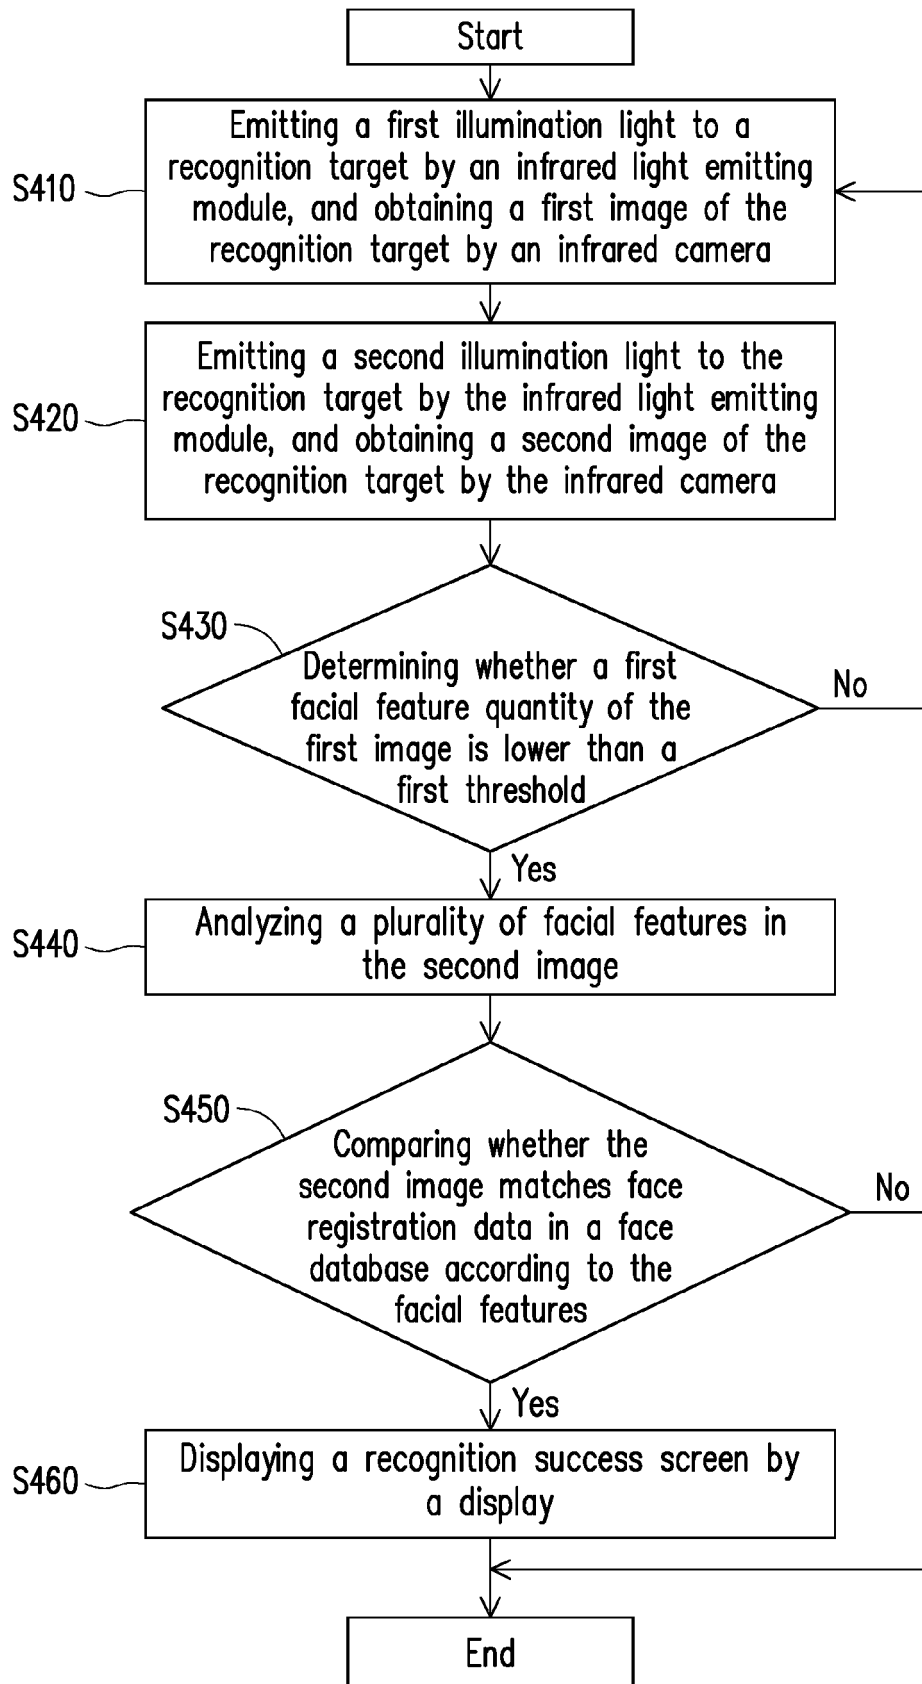 Start
S410
Emitting a first illumination light to a
recognition target by an infrared light emitting
module, and obtaining a first image of the
recognition target by an infrared camera
S420
Emitting a second illumination light to the
recognition target by the infrared light emitting
module, and obtaining a second image of the
recognition target by the infrared camera
S430
Determining whether a first
facial feature quantity of the
first image is lower than a
first threshold
No
Yes
S440
Analyzing a plurality of facial features in
the second image
S450
Comparing whether the
second image matches face
registration data in a face
database according to the
facial features
No
Yes
S460
Displaying a recognition success screen by
a display
End